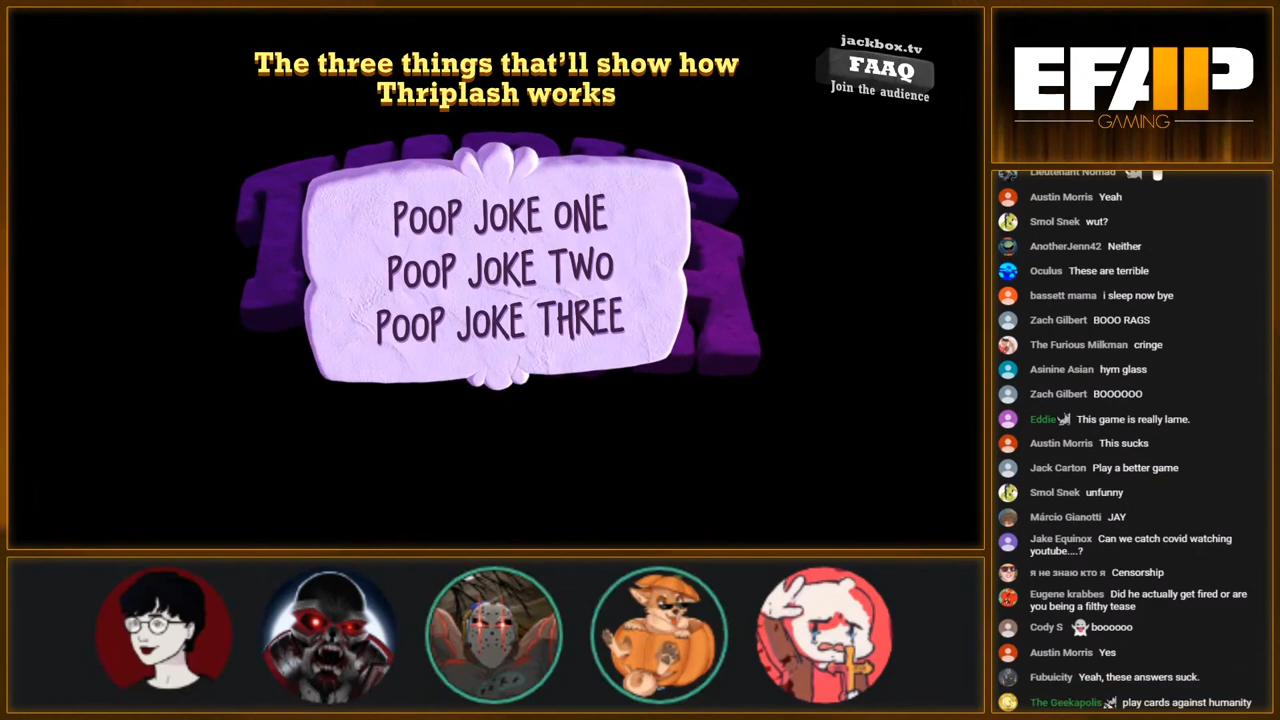 The three things that'll show how
Thriplash works
jackbox.tv
FAAQ
Join the audience
POOP JOKE ONE
POOP JOKE TWO
POOP JOKE THREE
EFAP
GAMING
Lieutenant Nomad
Austin Morris Yeah
Smol Snek wut?
AnotherJenn42 Neither
Oculus These are terrible
bassett mama i sleep now bye
Zach Gilbert BOOO RAGS
The Furious Milkman cringe
Asinine Asian hym glass
Zach Gilbert BOOOOOO
Eddie This game is really lame.
Austin Morris This sucks
Jack Carton Play a better game
Smol Snek unfunny
Márcio Gianotti JAY
Jake Equinox Can we catch covid watching
youtube....?
я не знаю кто я Censorship
Eugene krabbes Did he actually get fired or are
you being a filthy tease
Cody S 👻 boooooo
Austin Morris Yes
Fubuicity Yeah, these answers suck.
The Geekapolis play cards against humanity